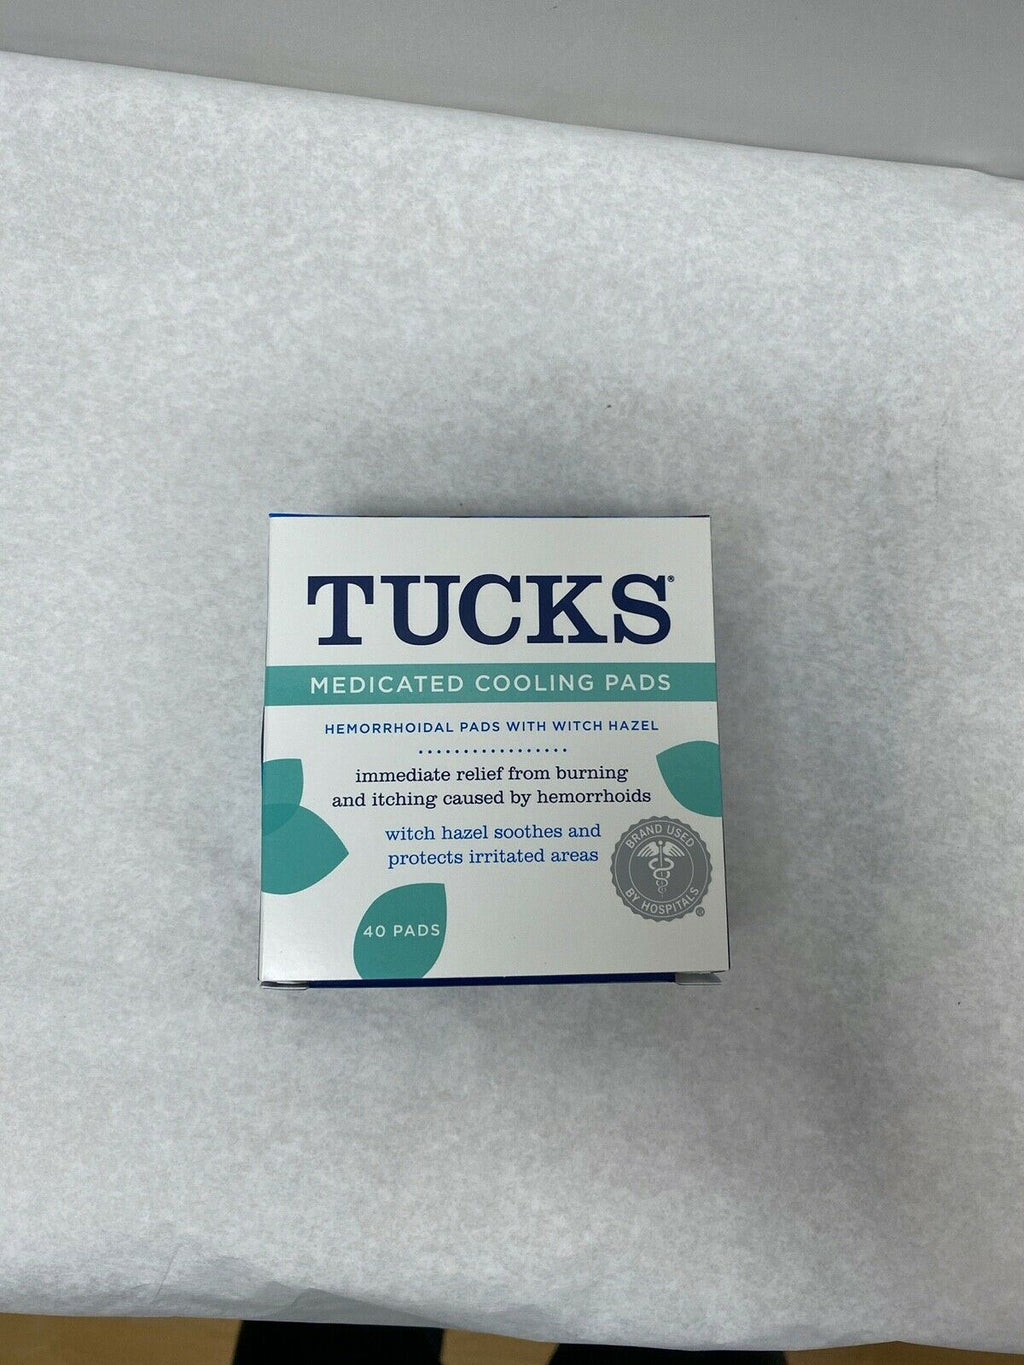 TUCKS®
MEDICATED COOLING PADS
HEMORRHOIDAL PADS WITH WITCH HAZEL
immediate relief from burning
and itching caused by hemorrhoids
witch hazel soothes and
protects irritated areas
BRAND USED
BY HOSPITALS
®
40 PADS